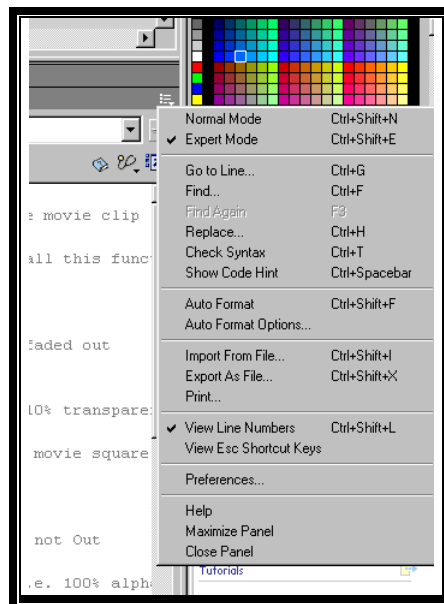 Normal Mode Ctrl+Shift+N
Expert Mode Ctrl+Shift+E
Go to Line... Ctrl+G
Find... Ctrl+F
Find Again F3
Replace... Ctrl+H
Check Syntax Ctrl+T
Show Code Hint Ctrl+Spacebar
Auto Format Ctrl+Shift+F
Auto Format Options...
Import From File... Ctrl+Shift+I
Export As File... Ctrl+Shift+X
Print...
View Line Numbers Ctrl+Shift+L
View Esc Shortcut Keys
Preferences...
Help
Maximize Panel
Close Panel
movie clip
all this func
faded out
10% transpare
movie square
not Out
.e. 100% alph
Tutorials